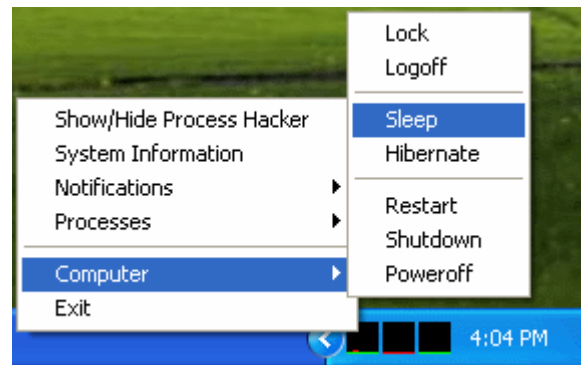 Lock
Logoff
Sleep
Hibernate
Restart
Shutdown
Poweroff
Show/Hide Process Hacker
System Information
Notifications
Processes
Computer
Exit
4:04 PM